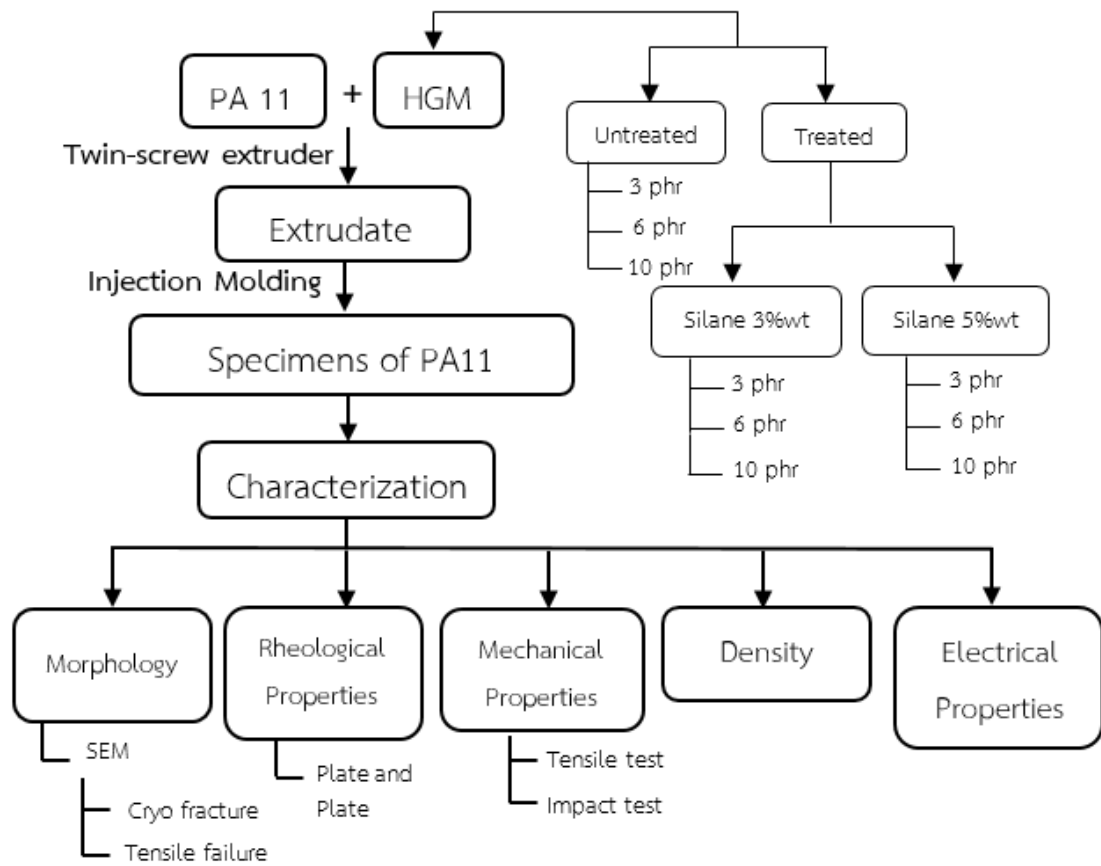 PA 11
+
HGM
Untreated
3 phr
6 phr
10 phr
Treated
Silane 3%wt
3 phr
6 phr
10 phr
Silane 5%wt
3 phr
6 phr
10 phr
Twin-screw extruder
Extrudate
Injection Molding
Specimens of PA11
Characterization
Morphology
SEM
Cryo fracture
Tensile failure
Rheological
Properties
Plate and
Plate
Mechanical
Properties
Tensile test
Impact test
Density
Electrical
Properties